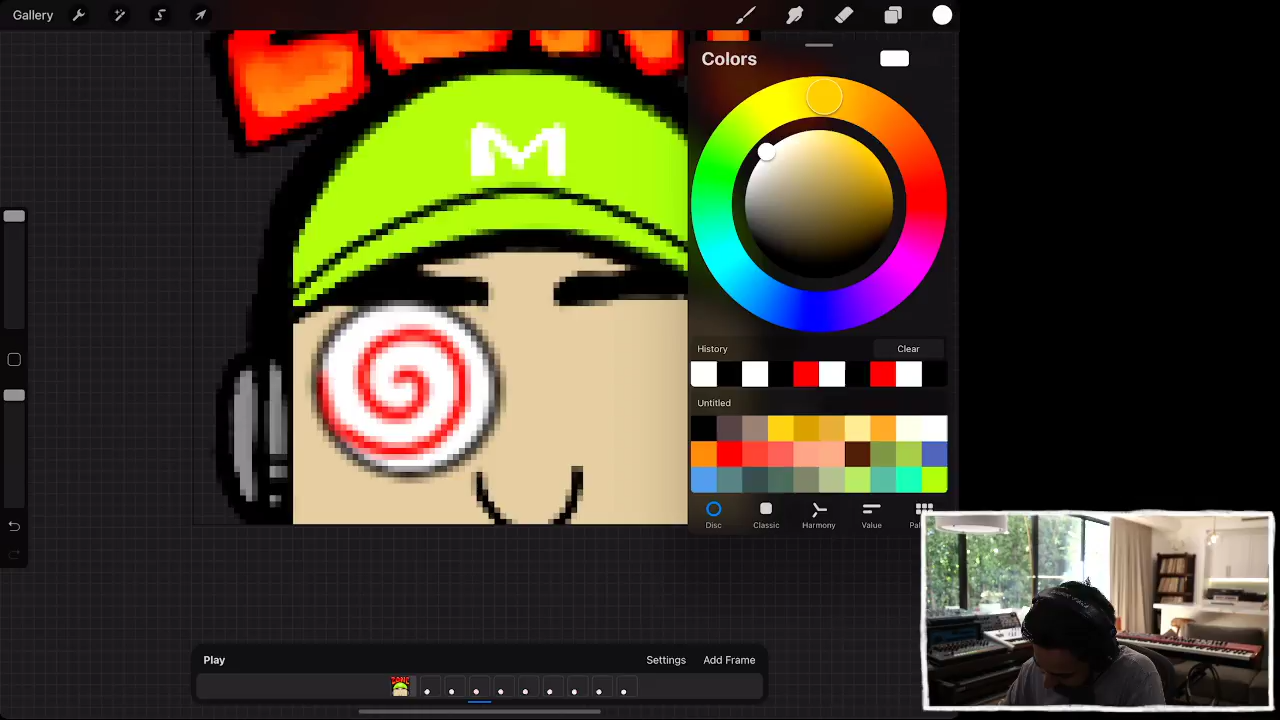 Gallery
Colors
M
History
Clear
Untitled
Disc
Classic
Harmony
Value
Play
Settings
Add Frame